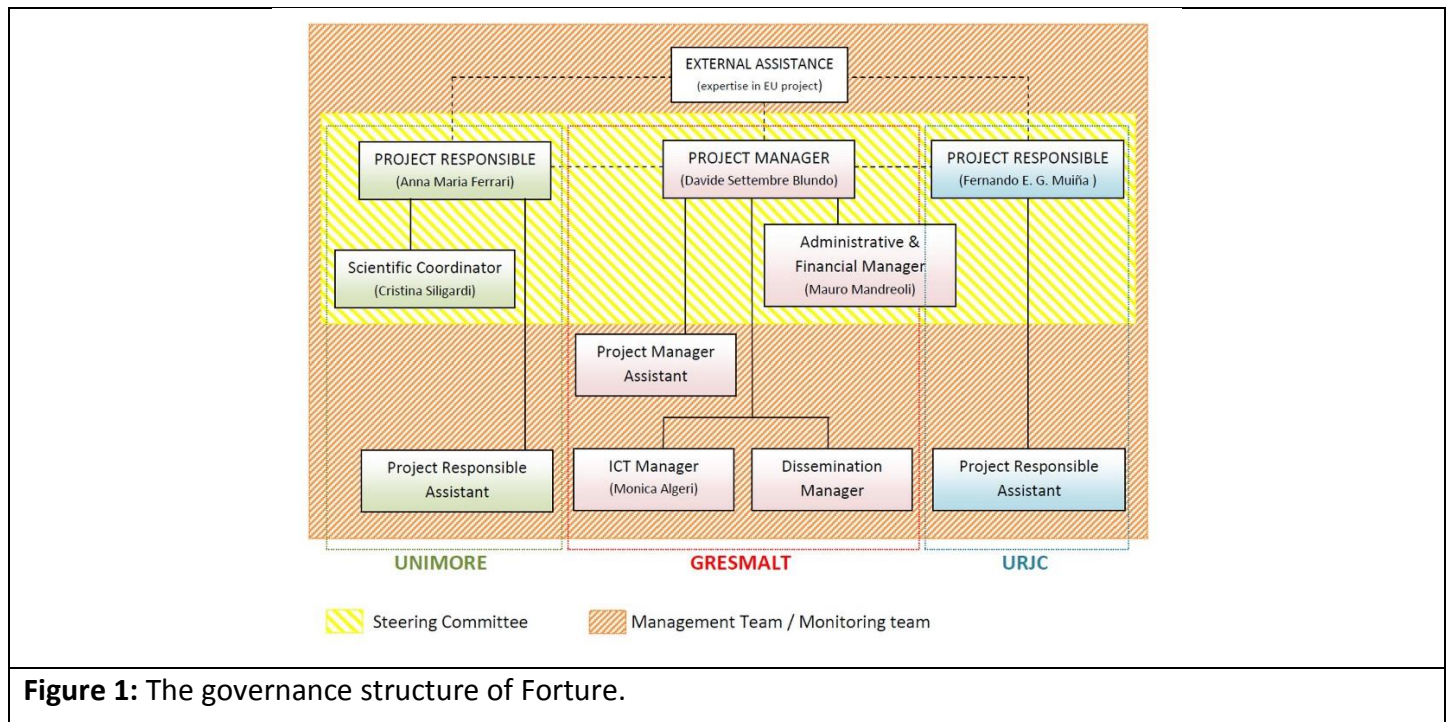 EXTERNAL ASSISTANCE
(expertise in EU project)
PROJECT RESPONSIBLE
(Anna Maria Ferrari)
PROJECT MANAGER
(Davide Settembre Blundo)
PROJECT RESPONSIBLE
(Fernando E. G. Muiña )
Scientific Coordinator
(Cristina Siligardi)
Administrative &
Financial Manager
(Mauro Mandreoli)
Project Manager
Assistant
Project Responsible
Assistant
ICT Manager
(Monica Algeri)
Dissemination
Manager
Project Responsible
Assistant
UNIMORE
GRESMALT
URJC
Steering Committee
Management Team / Monitoring team
Figure 1: The governance structure of Forture.